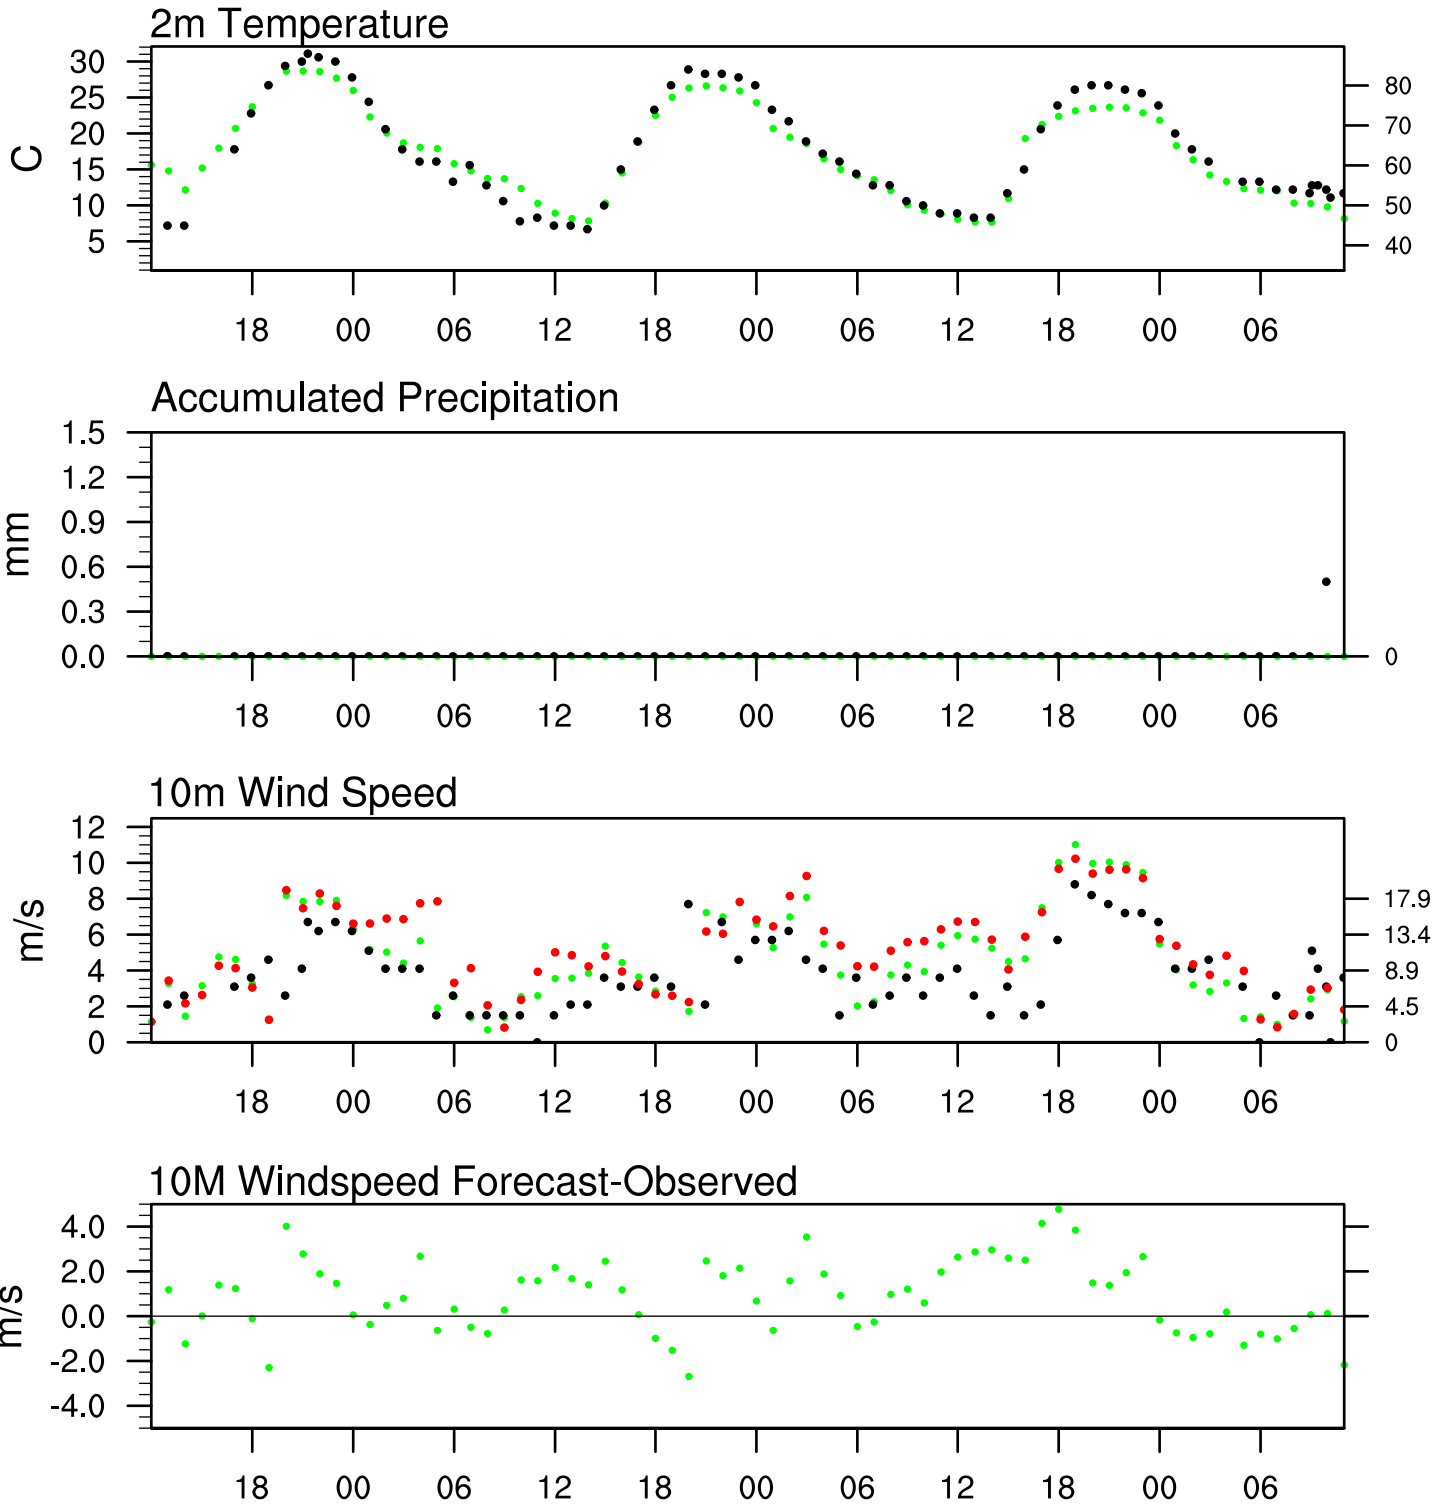 2m Temperature
30
25
20
15
10
5
C
80
70
60
50
40
18 00 06 12 18 00 06 12 18 00 06
Accumulated Precipitation
1.5
1.2
0.9
0.6
0.3
0.0
mm
0
18 00 06 12 18 00 06 12 18 00 06
10m Wind Speed
12
10
8
6
4
2
0
m/s
17.9
13.4
8.9
4.5
0
18 00 06 12 18 00 06 12 18 00 06
10M Windspeed Forecast-Observed
4.0
2.0
0.0
-2.0
-4.0
m/s
18 00 06 12 18 00 06 12 18 00 06